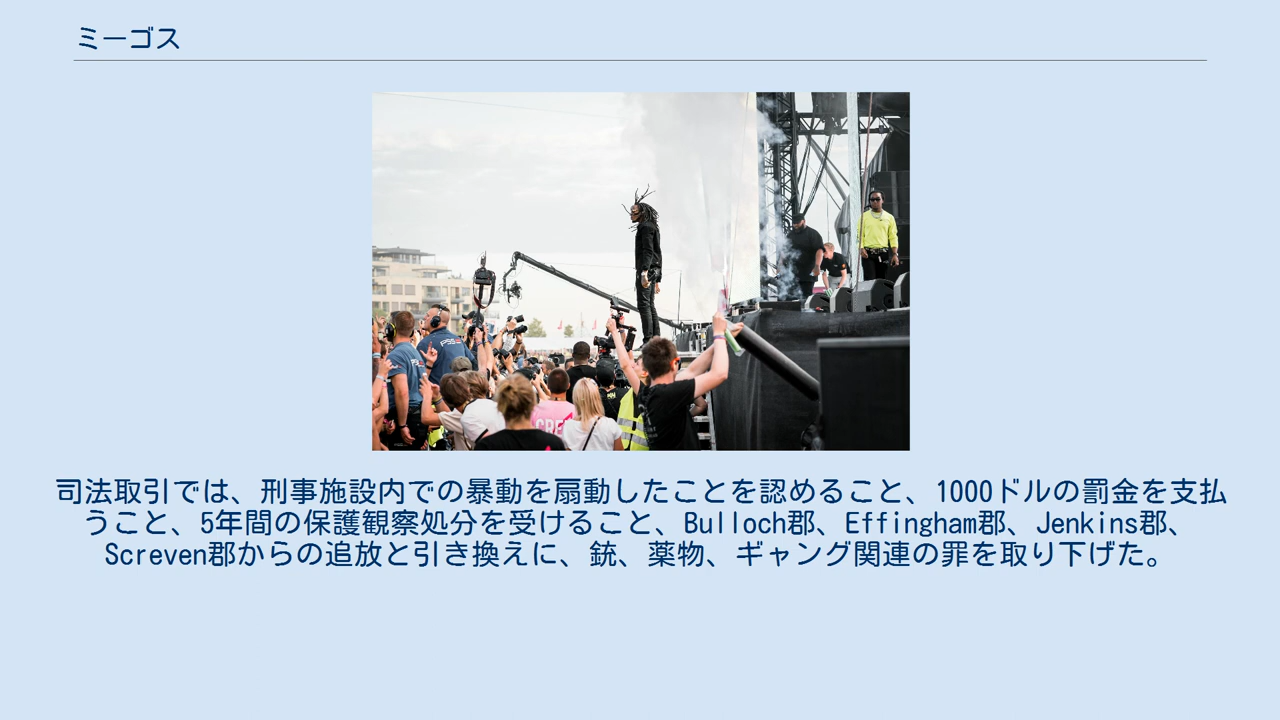 ミーゴス
PSS
CRE
司法取引では、刑事施設内での暴動を扇動したことを認めること、1000ドルの罰金を支払
うこと、5年間の保護観察処分を受けること、Bulloch郡、Effingham郡、Jenkins郡、
Screven郡からの追放と引き換えに、銃、薬物、ギャング関連の罪を取り下げた。